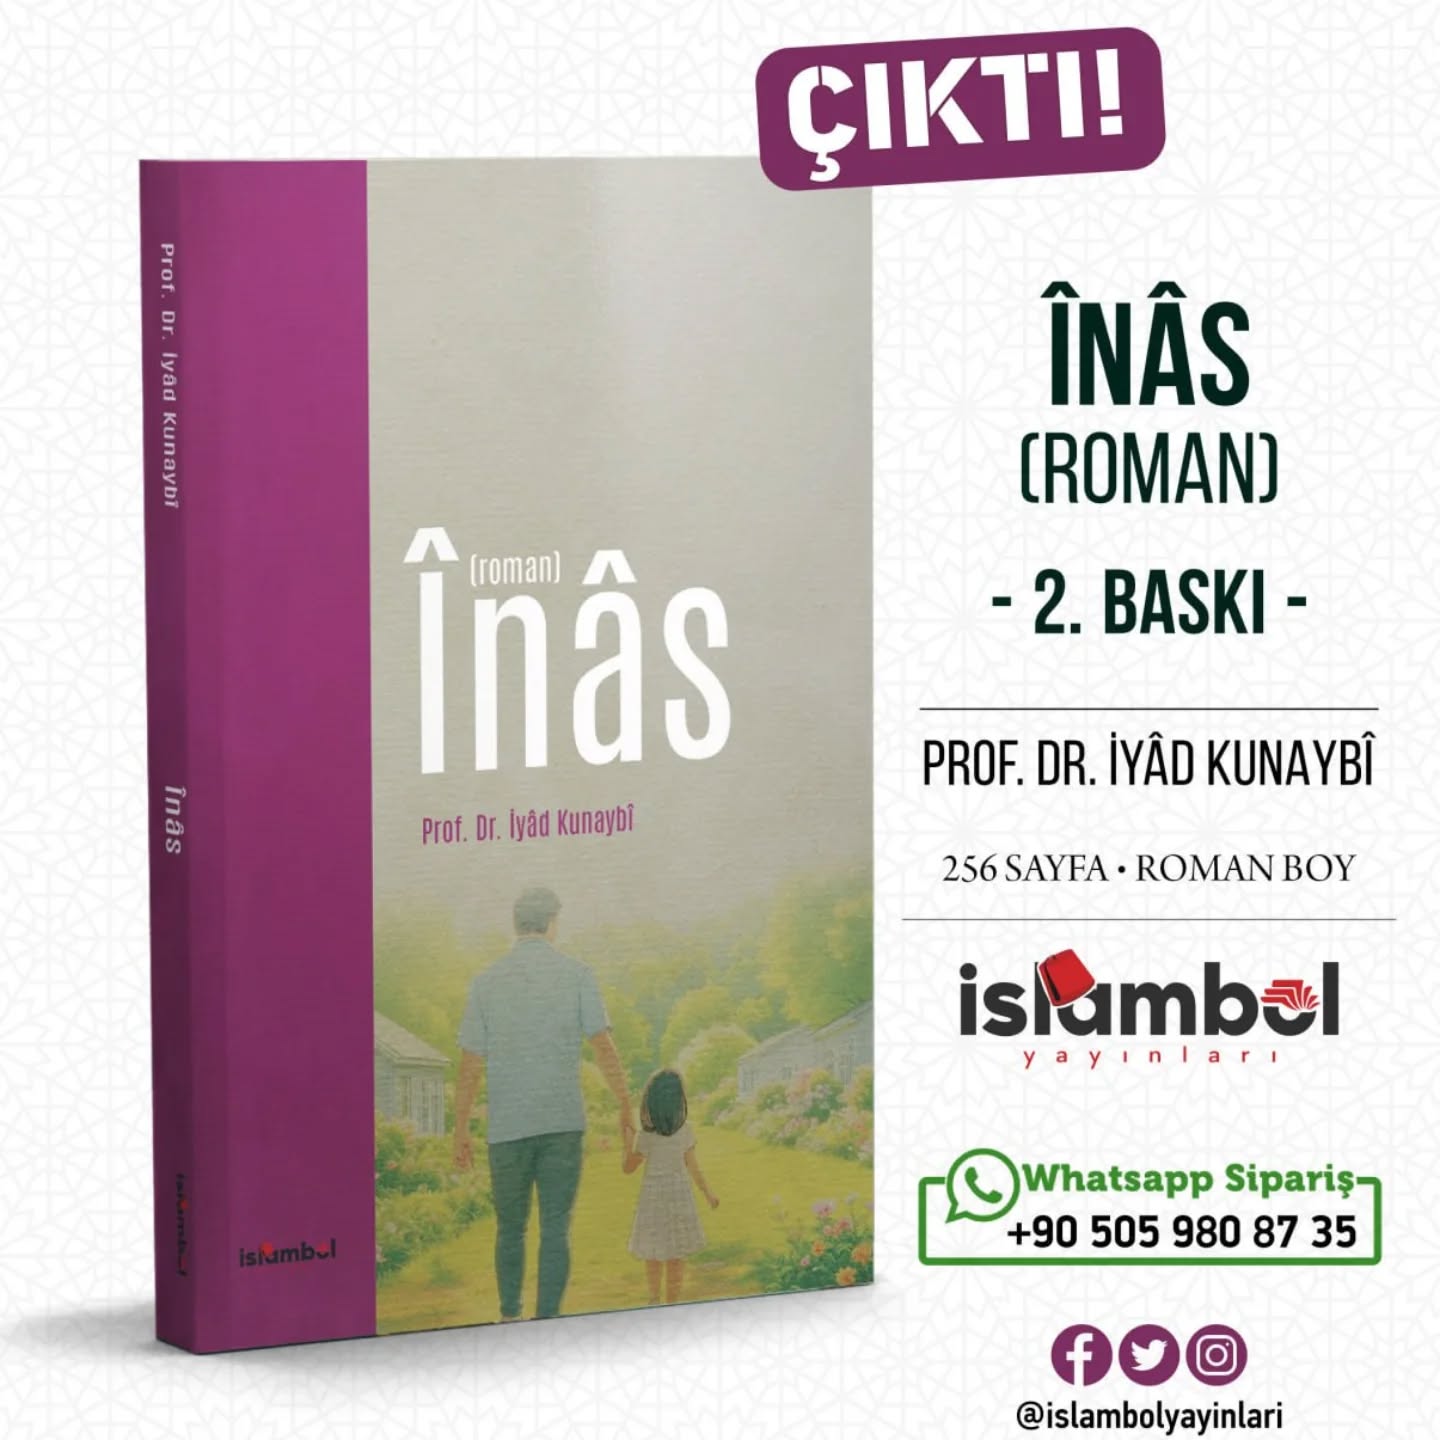 ÇIKTI!
Prof. Dr. İyâd Kunaybî
Înâs
islambol
(roman)
Înâs
Prof. Dr. İyâd Kunaybî
islambol
ÎNÂS
(ROMAN)
- 2. BASKI -
PROF. DR. İYÂD KUNAYBÎ
256 SAYFA • ROMAN BOY
islambol
yayınları
Whatsapp Sipariş
+90 505 980 87 35
@islambolyayinlari